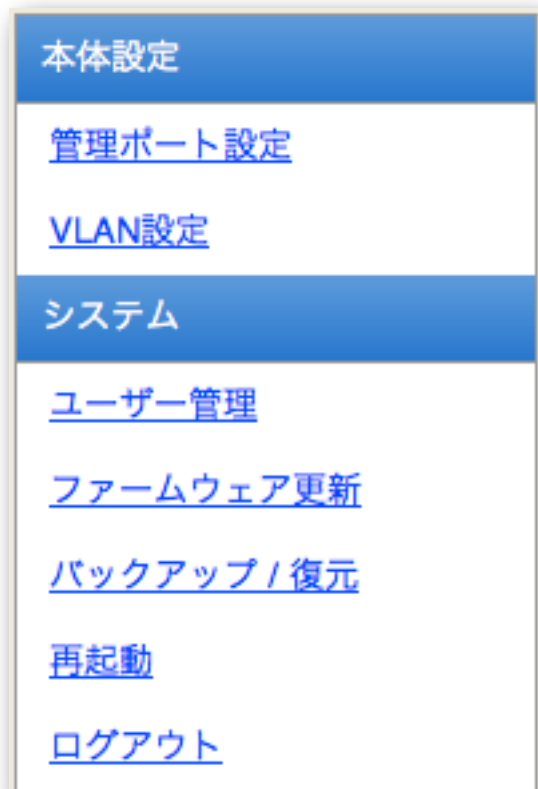 本体設定
管理ポート設定
VLAN設定
システム
ユーザー管理
ファームウェア更新
バックアップ / 復元
再起動
ログアウト